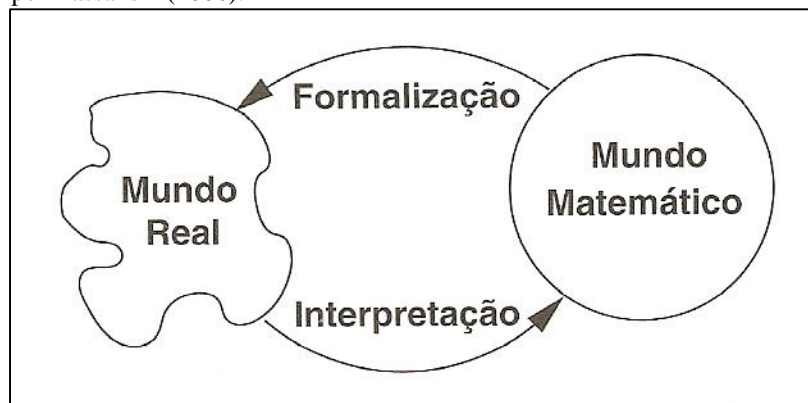 Formalização
Mundo
Real
Mundo
Matemático
Interpretação